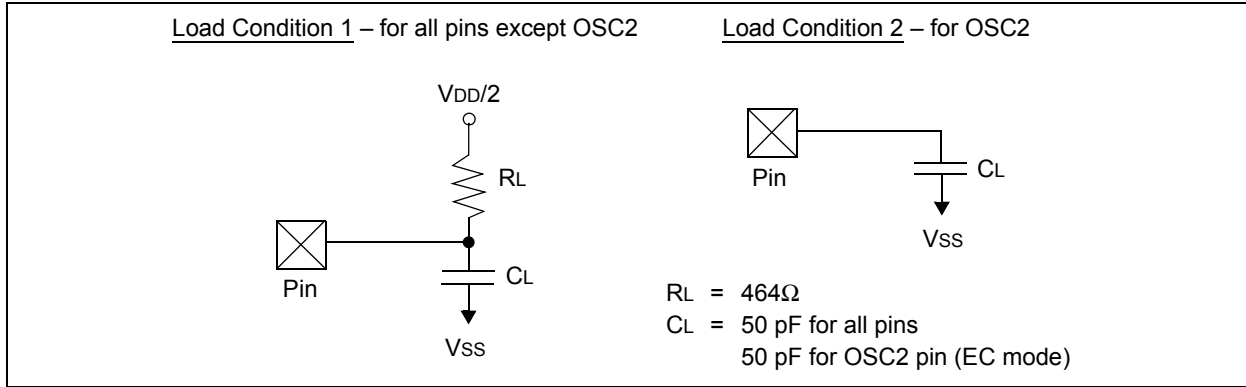 Load Condition 1 – for all pins except OSC2
Load Condition 2 – for OSC2
VDD/2
RL
Pin
CL
VSS
Pin
CL
VSS
RL = 464Ω
CL = 50 pF for all pins
50 pF for OSC2 pin (EC mode)